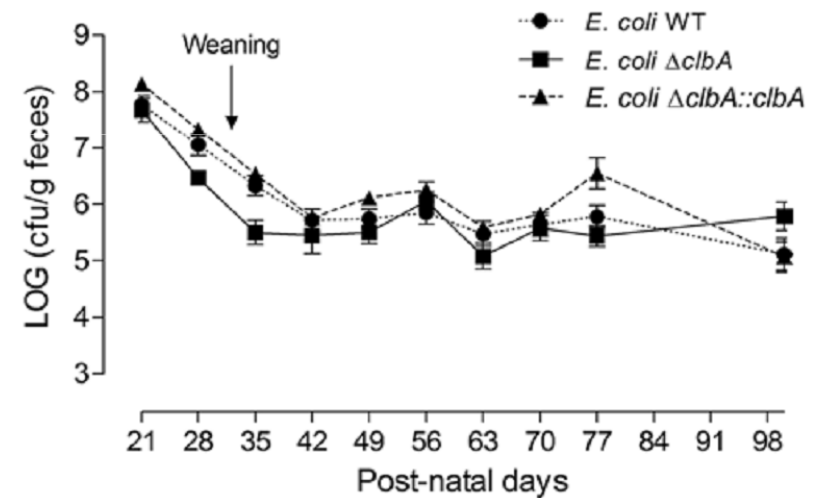 E. coli WT
E. coli ΔclbA
E. coli ΔclbA::clbA
Weaning
LOG (cfu/g feces)
9
8
7
6
5
4
3
21 28 35 42 49 56 63 70 77 84 91 98
Post-natal days